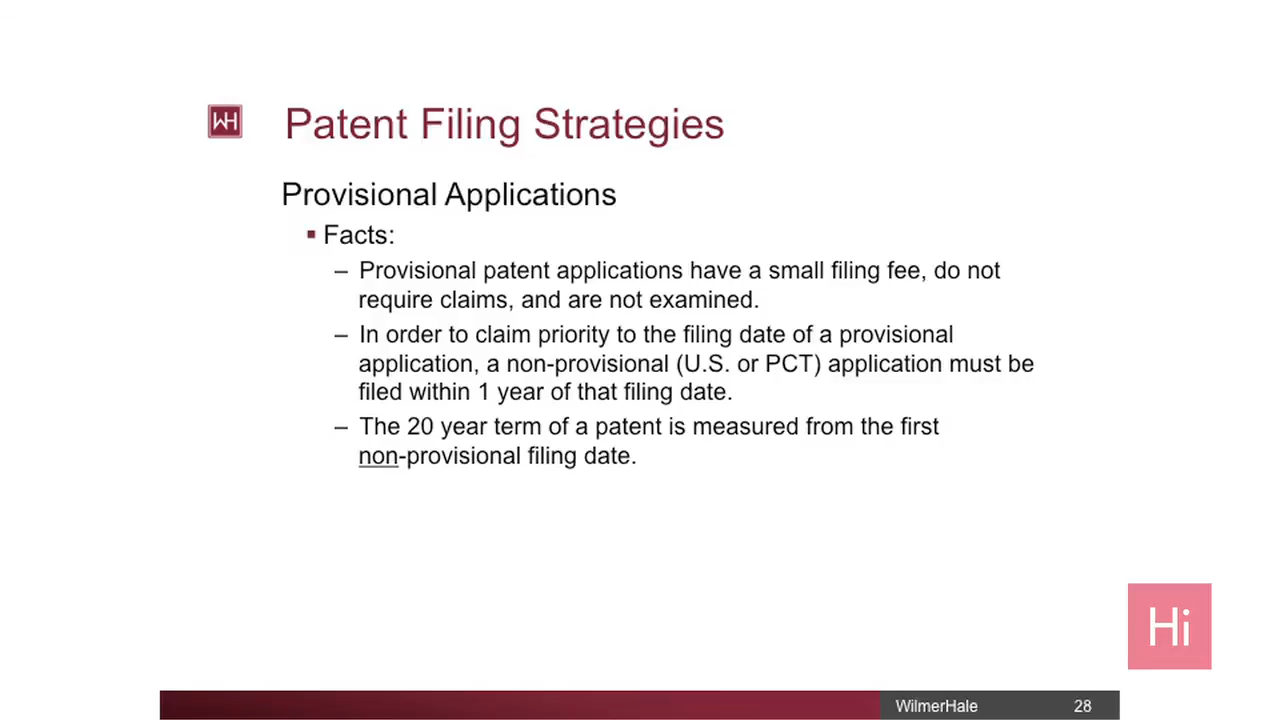 WH
Patent Filing Strategies
Provisional Applications
▪ Facts:
– Provisional patent applications have a small filing fee, do not
require claims, and are not examined.
– In order to claim priority to the filing date of a provisional
application, a non-provisional (U.S. or PCT) application must be
filed within 1 year of that filing date.
– The 20 year term of a patent is measured from the first
non-provisional filing date.
Hi
WilmerHale 28